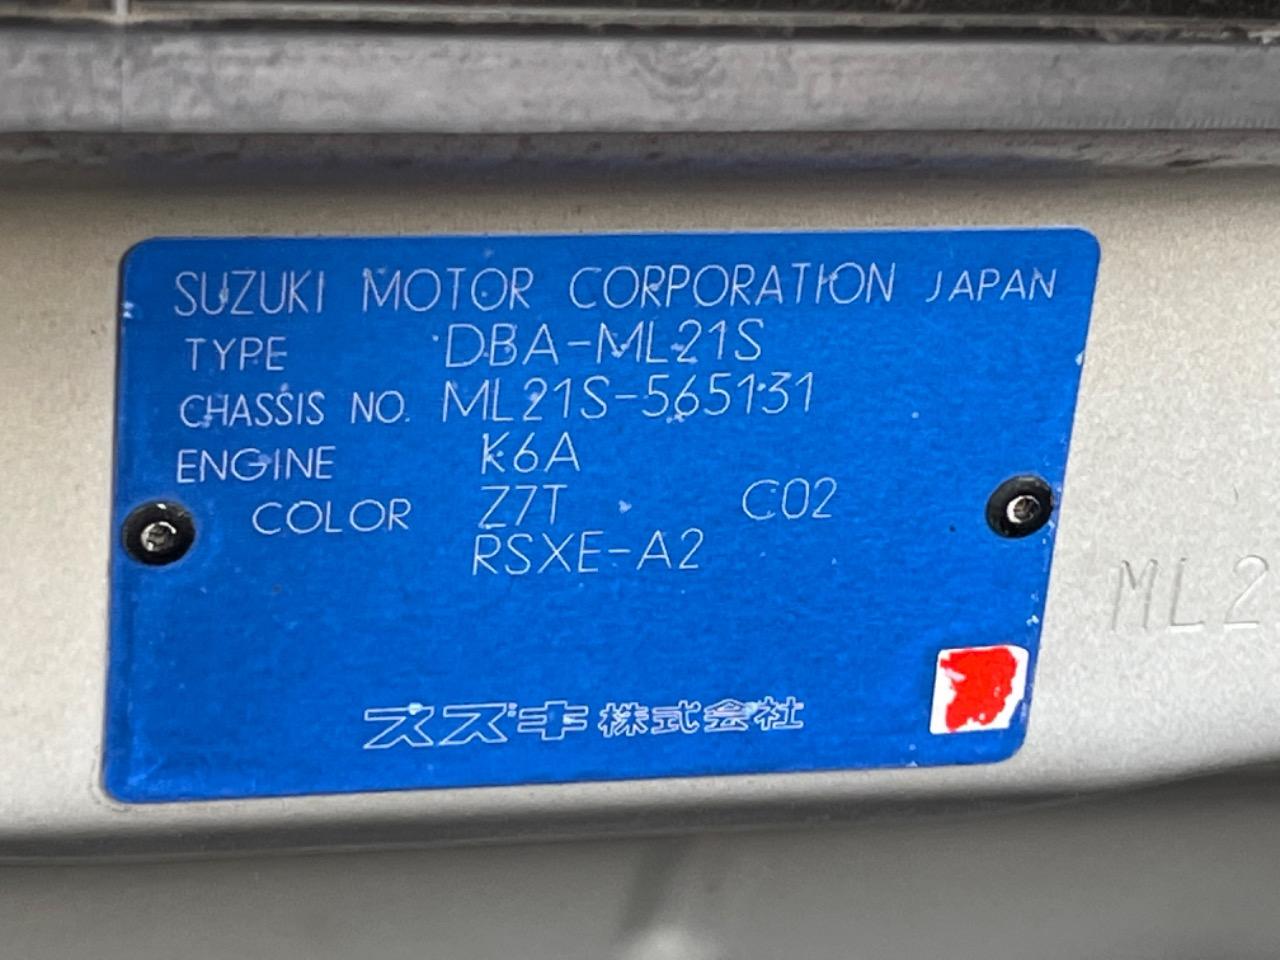 SUZUKI MOTOR CORPORATION JAPAN
TYPE DBA-ML21S
CHASSIS NO. ML21S-565131
ENGINE K6A
COLOR Z7T C02
RSXE-A2
スズキ株式会社
ML2